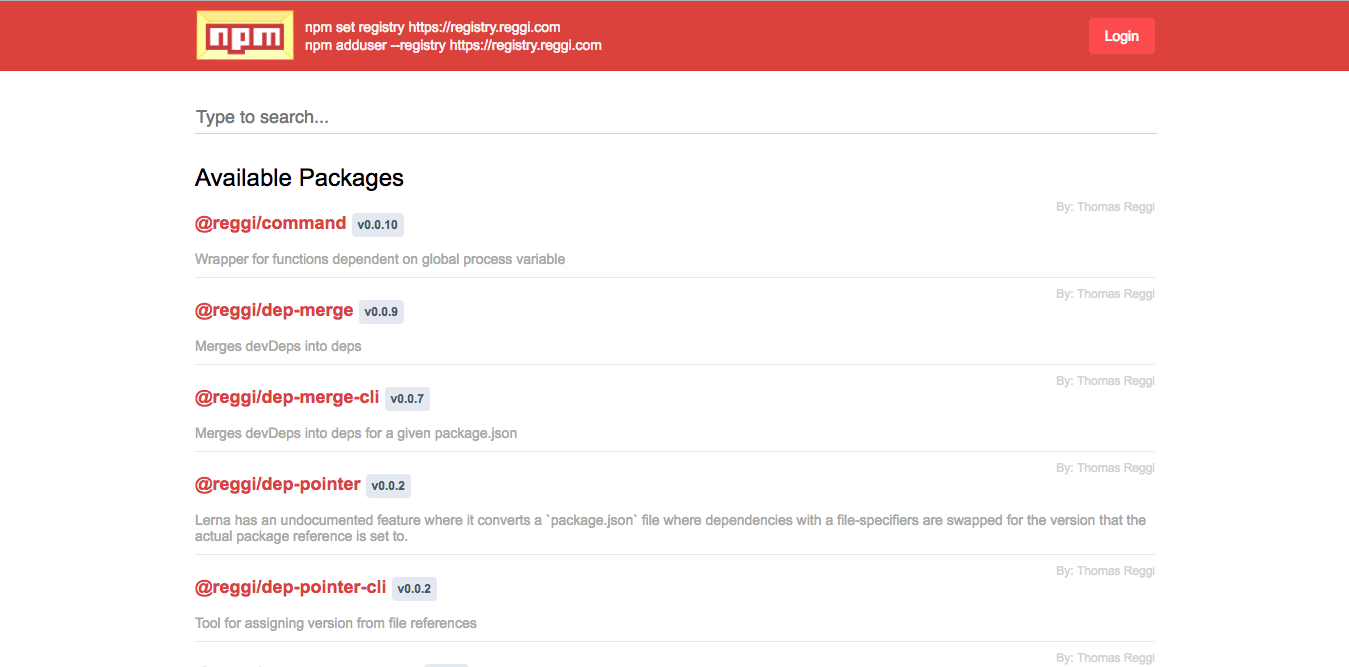 npm
npm set registry https://registry.reggi.com
npm adduser --registry https://registry.reggi.com
Login
Type to search...
Available Packages
By: Thomas Reggi
@reggi/command v0.0.10
Wrapper for functions dependent on global process variable
By: Thomas Reggi
@reggi/dep-merge v0.0.9
Merges devDeps into deps
By: Thomas Reggi
@reggi/dep-merge-cli v0.0.7
Merges devDeps into deps for a given package.json
By: Thomas Reggi
@reggi/dep-pointer v0.0.2
Lerna has an undocumented feature where it converts a `package.json` file where dependencies with a file-specifiers are swapped for the version that the
actual package reference is set to.
By: Thomas Reggi
@reggi/dep-pointer-cli v0.0.2
Tool for assigning version from file references
By: Thomas Reggi